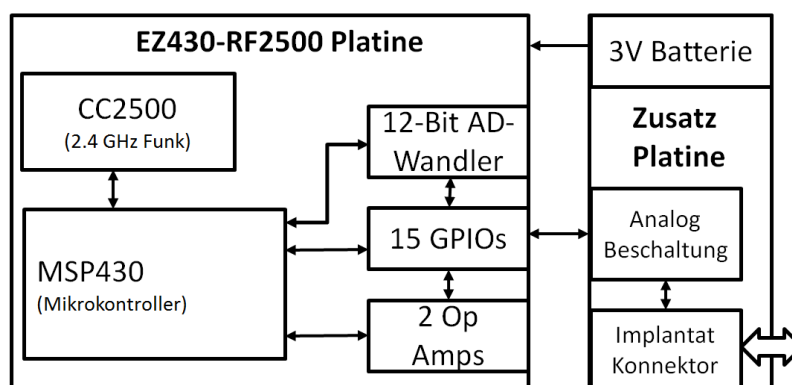 EZ430-RF2500 Platine
CC2500
(2.4 GHz Funk)
MSP430
(Mikrokontroller)
12-Bit AD-
Wandler
15 GPIOs
2 Op
Amps
3V Batterie
Zusatz
Platine
Analog
Beschaltung
Implantat
Konnektor